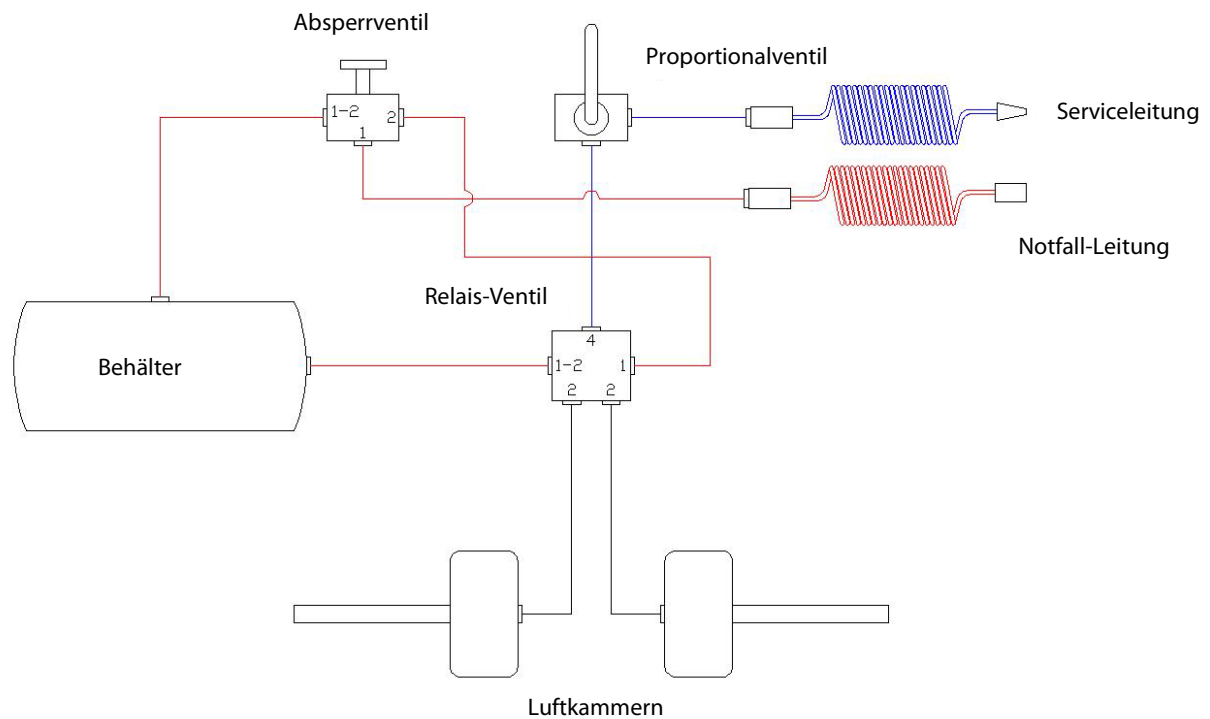 Absperrventil
Proportionalventil
1-2
2
1
Serviceleitung
Notfall-Leitung
Relais-Ventil
4
Behälter
1-2
1
2
2
Luftkammern